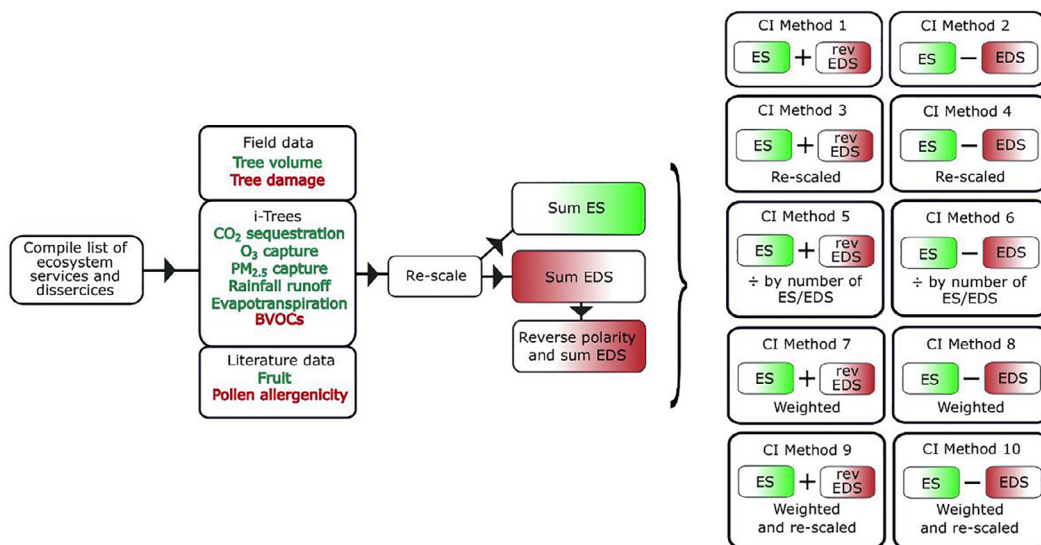 Compile list of
ecosystem
services and
dissercices
Field data
Tree volume
Tree damage
i-Trees
CO₂ sequestration
O₃ capture
PM₂.₅ capture
Rainfall runoff
Evapotranspiration
BVOCs
Literature data
Fruit
Pollen allergenicity
Re-scale
Sum ES
Sum EDS
Reverse polarity
and sum EDS
CI Method 1
ES + rev
EDS
CI Method 2
ES − EDS
CI Method 3
ES + rev
EDS
Re-scaled
CI Method 4
ES − EDS
Re-scaled
CI Method 5
ES + rev
EDS
÷ by number of
ES/EDS
CI Method 6
ES − EDS
÷ by number of
ES/EDS
CI Method 7
ES + rev
EDS
Weighted
CI Method 8
ES − EDS
Weighted
CI Method 9
ES + rev
EDS
Weighted
and re-scaled
CI Method 10
ES − EDS
Weighted
and re-scaled